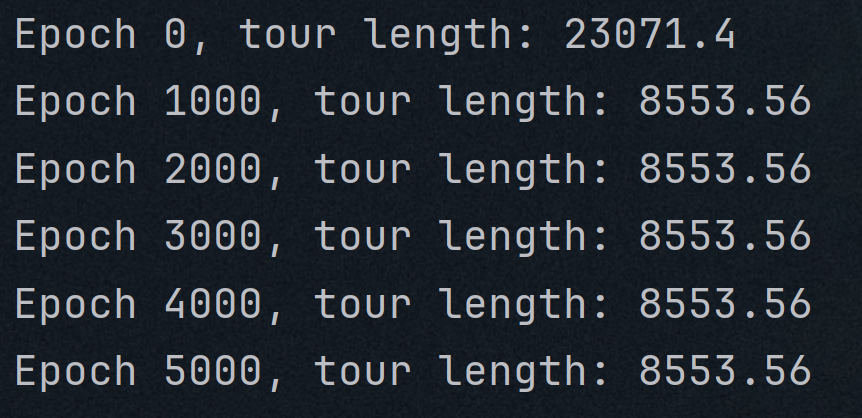 Epoch 0, tour length: 23071.4
Epoch 1000, tour length: 8553.56
Epoch 2000, tour length: 8553.56
Epoch 3000, tour length: 8553.56
Epoch 4000, tour length: 8553.56
Epoch 5000, tour length: 8553.56